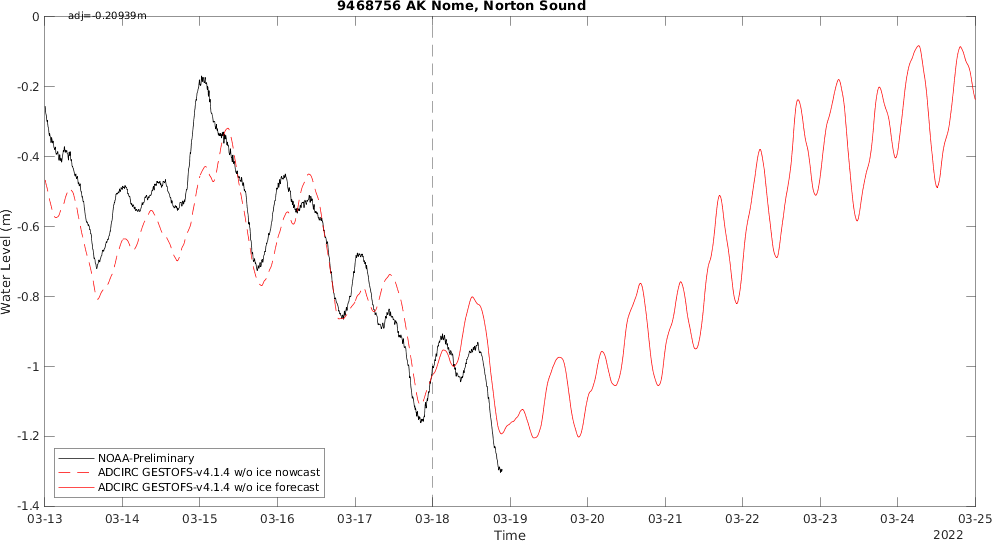 9468756 AK Nome, Norton Sound
adj=-0.20939m
0
-0.2
-0.4
-0.6
-0.8
-1
-1.2
-1.4
Water Level (m)
NOAA-Preliminary
ADCIRC GESTOFS-v4.1.4 w/o ice nowcast
ADCIRC GESTOFS-v4.1.4 w/o ice forecast
03-13 03-14 03-15 03-16 03-17 03-18 03-19 03-20 03-21 03-22 03-23 03-24 03-25
Time
2022